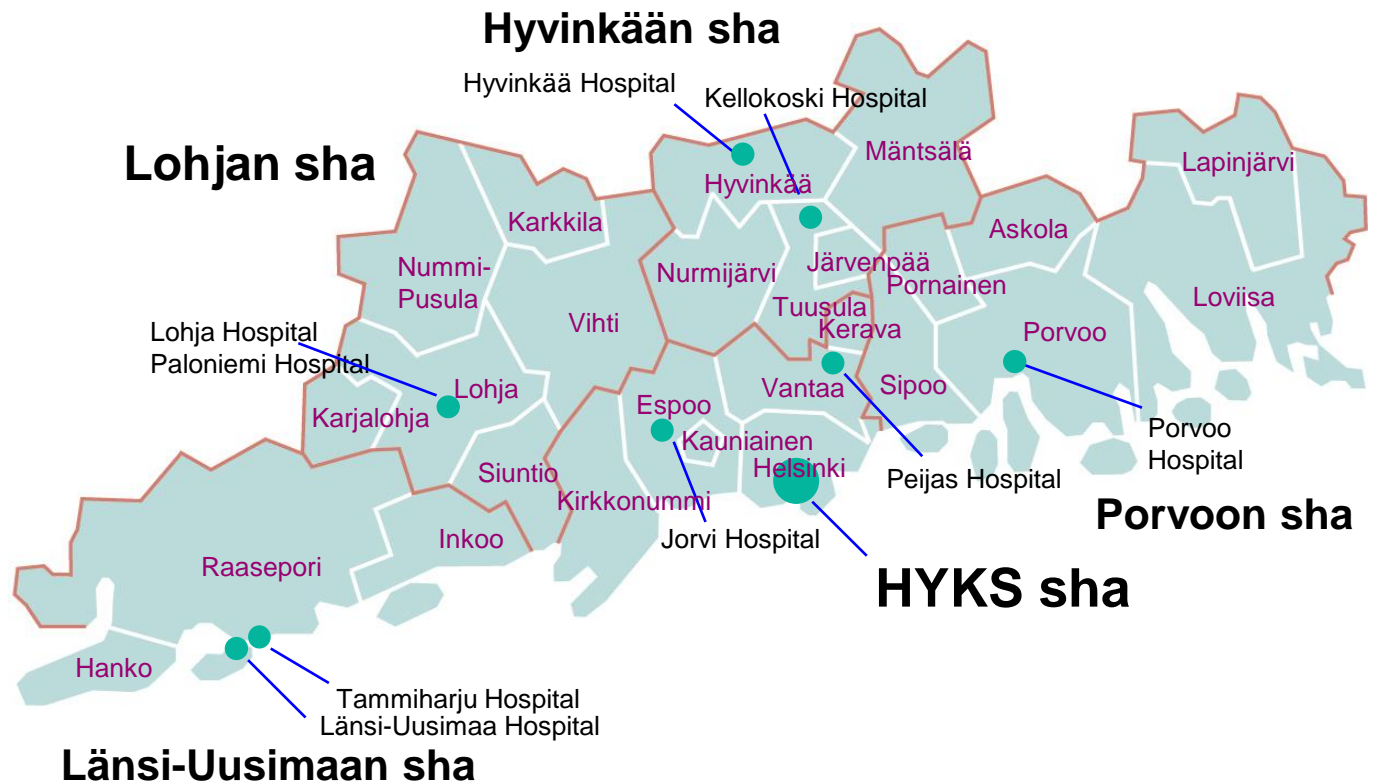 Hyvinkään sha
Hyvinkää Hospital
Kellokoski Hospital
Lohjan sha
Mäntsälä
Lapinjärvi
Hyvinkää
Karkkila
Askola
Nummi-
Pusula
Nurmijärvi
Järvenpää
Pornainen
Loviisa
Tuusula
Kerava
Vihti
Porvoo
Lohja Hospital
Paloniemi Hospital
Lohja
Vantaa
Sipoo
Karjalohja
Espoo
Kauniainen
Porvoo
Hospital
Helsinki
Siuntio
Peijas Hospital
Kirkkonummi
Porvoon sha
Inkoo
Jorvi Hospital
Raasepori
HYKS sha
Hanko
Tammiharju Hospital
Länsi-Uusimaa Hospital
Länsi-Uusimaan sha